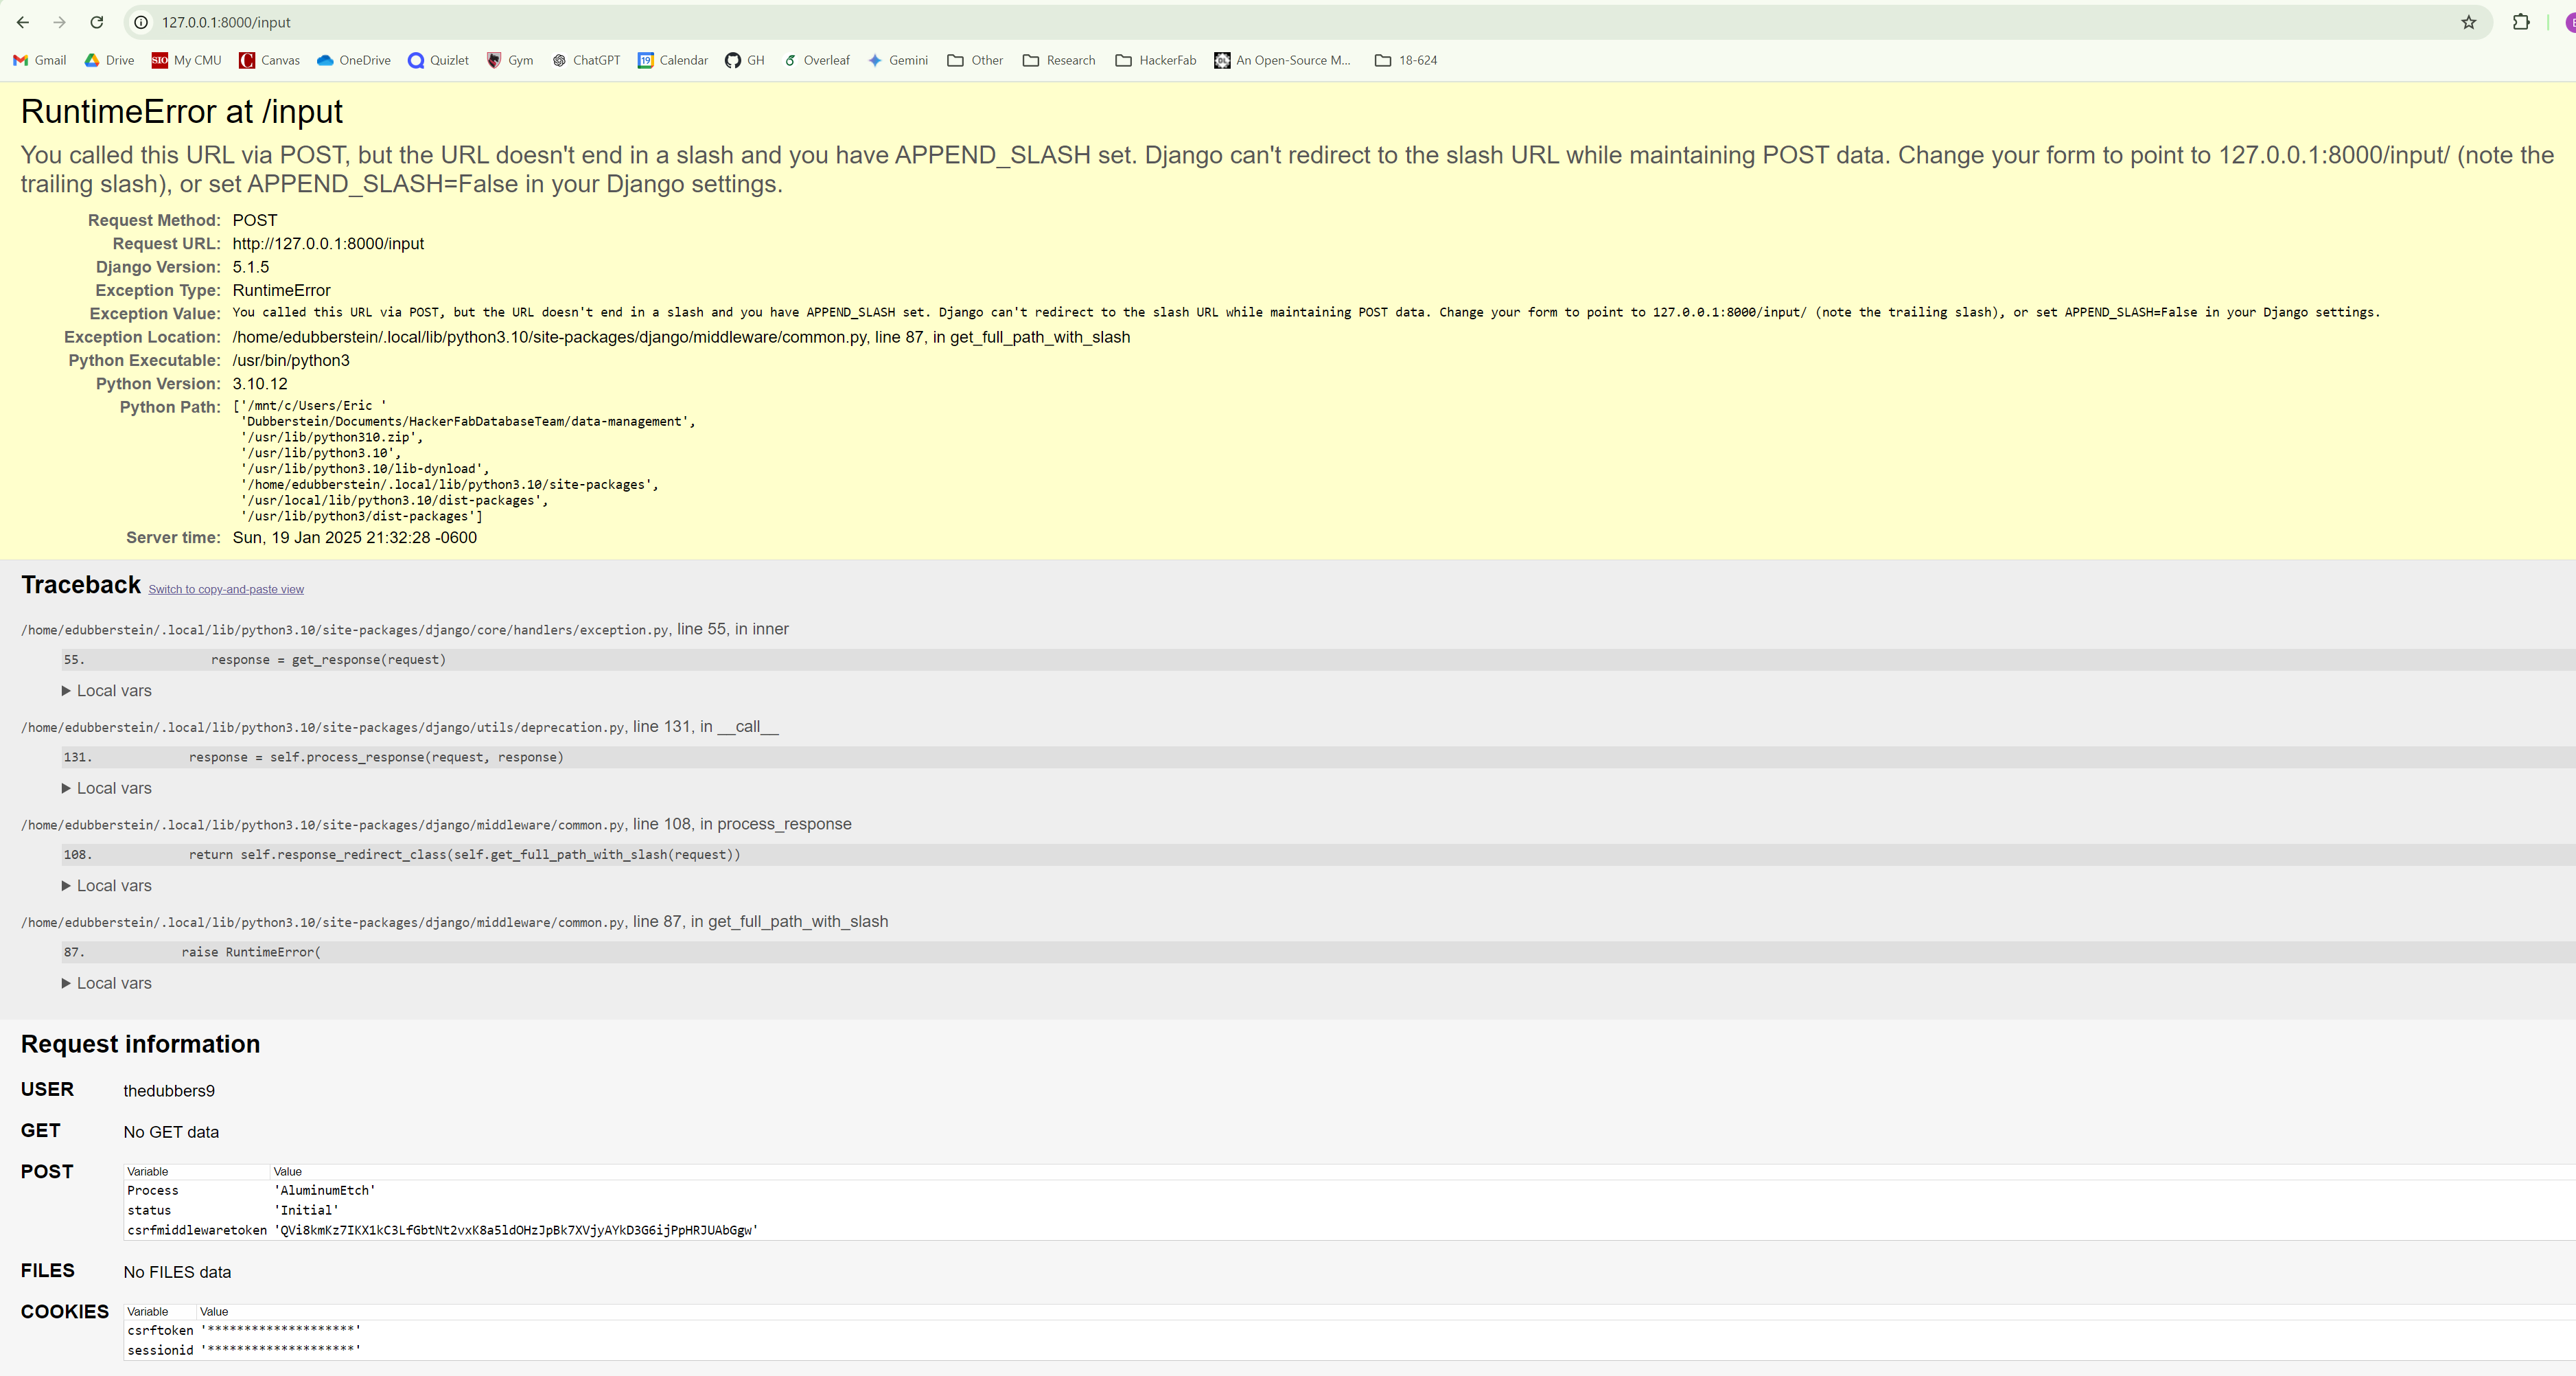 127.0.0.1:8000/input
Gmail Drive SIO My CMU C Canvas OneDrive Quizlet Gym ChatGPT 19 Calendar GH Overleaf Gemini Other Research HackerFab An Open-Source M... 18-624
RuntimeError at /input
You called this URL via POST, but the URL doesn't end in a slash and you have APPEND_SLASH set. Django can't redirect to the slash URL while maintaining POST data. Change your form to point to 127.0.0.1:8000/input/ (note the
trailing slash), or set APPEND_SLASH=False in your Django settings.
Request Method: POST
Request URL: http://127.0.0.1:8000/input
Django Version: 5.1.5
Exception Type: RuntimeError
Exception Value: You called this URL via POST, but the URL doesn't end in a slash and you have APPEND_SLASH set. Django can't redirect to the slash URL while maintaining POST data. Change your form to point to 127.0.0.1:8000/input/ (note the trailing slash), or set APPEND_SLASH=False in your Django settings.
Exception Location: /home/edubberstein/.local/lib/python3.10/site-packages/django/middleware/common.py, line 87, in get_full_path_with_slash
Python Executable: /usr/bin/python3
Python Version: 3.10.12
Python Path: ['/mnt/c/Users/Eric '
'Dubberstein/Documents/HackerFabDatabaseTeam/data-management',
'/usr/lib/python310.zip',
'/usr/lib/python3.10',
'/usr/lib/python3.10/lib-dynload',
'/home/edubberstein/.local/lib/python3.10/site-packages',
'/usr/local/lib/python3.10/dist-packages',
'/usr/lib/python3/dist-packages']
Server time: Sun, 19 Jan 2025 21:32:28 -0600
Traceback Switch to copy-and-paste view
/home/edubberstein/.local/lib/python3.10/site-packages/django/core/handlers/exception.py, line 55, in inner
55. response = get_response(request)
Local vars
/home/edubberstein/.local/lib/python3.10/site-packages/django/utils/deprecation.py, line 131, in __call__
131. response = self.process_response(request, response)
Local vars
/home/edubberstein/.local/lib/python3.10/site-packages/django/middleware/common.py, line 108, in process_response
108. return self.response_redirect_class(self.get_full_path_with_slash(request))
Local vars
/home/edubberstein/.local/lib/python3.10/site-packages/django/middleware/common.py, line 87, in get_full_path_with_slash
87. raise RuntimeError(
Local vars
Request information
USER thedubbers9
GET No GET data
POST Variable Value
Process 'AluminumEtch'
status 'Initial'
csrfmiddlewaretoken 'QVi8kmKz7IKX1kC3LfGbtNt2vxK8a5ldOHzJpBk7XVjyAYkD3G6ijPpHRJUAbGgw'
FILES No FILES data
COOKIES Variable Value
csrftoken '********************'
sessionid '********************'